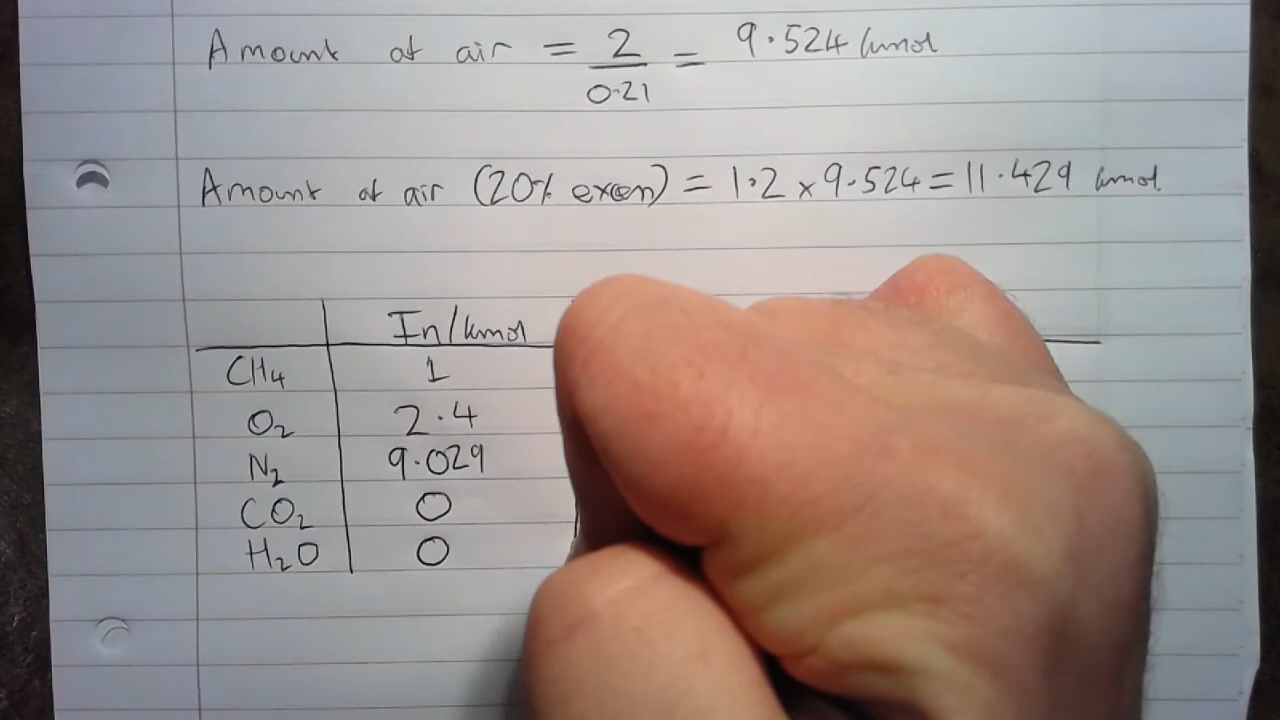 Amount of air = 2/0.21 = 9.524 kmol
Amount of air (20% excess) = 1.2 x 9.524 = 11.429 kmol
In/kmol
CH4 1
O2 2.4
N2 9.029
CO2 0
H2O 0